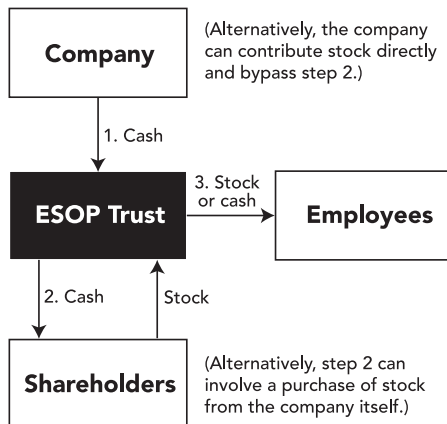 Company
(Alternatively, the company
can contribute stock directly
and bypass step 2.)
1. Cash
ESOP Trust
3. Stock
or cash
Employees
2. Cash
Stock
Shareholders
(Alternatively, step 2 can
involve a purchase of stock
from the company itself.)